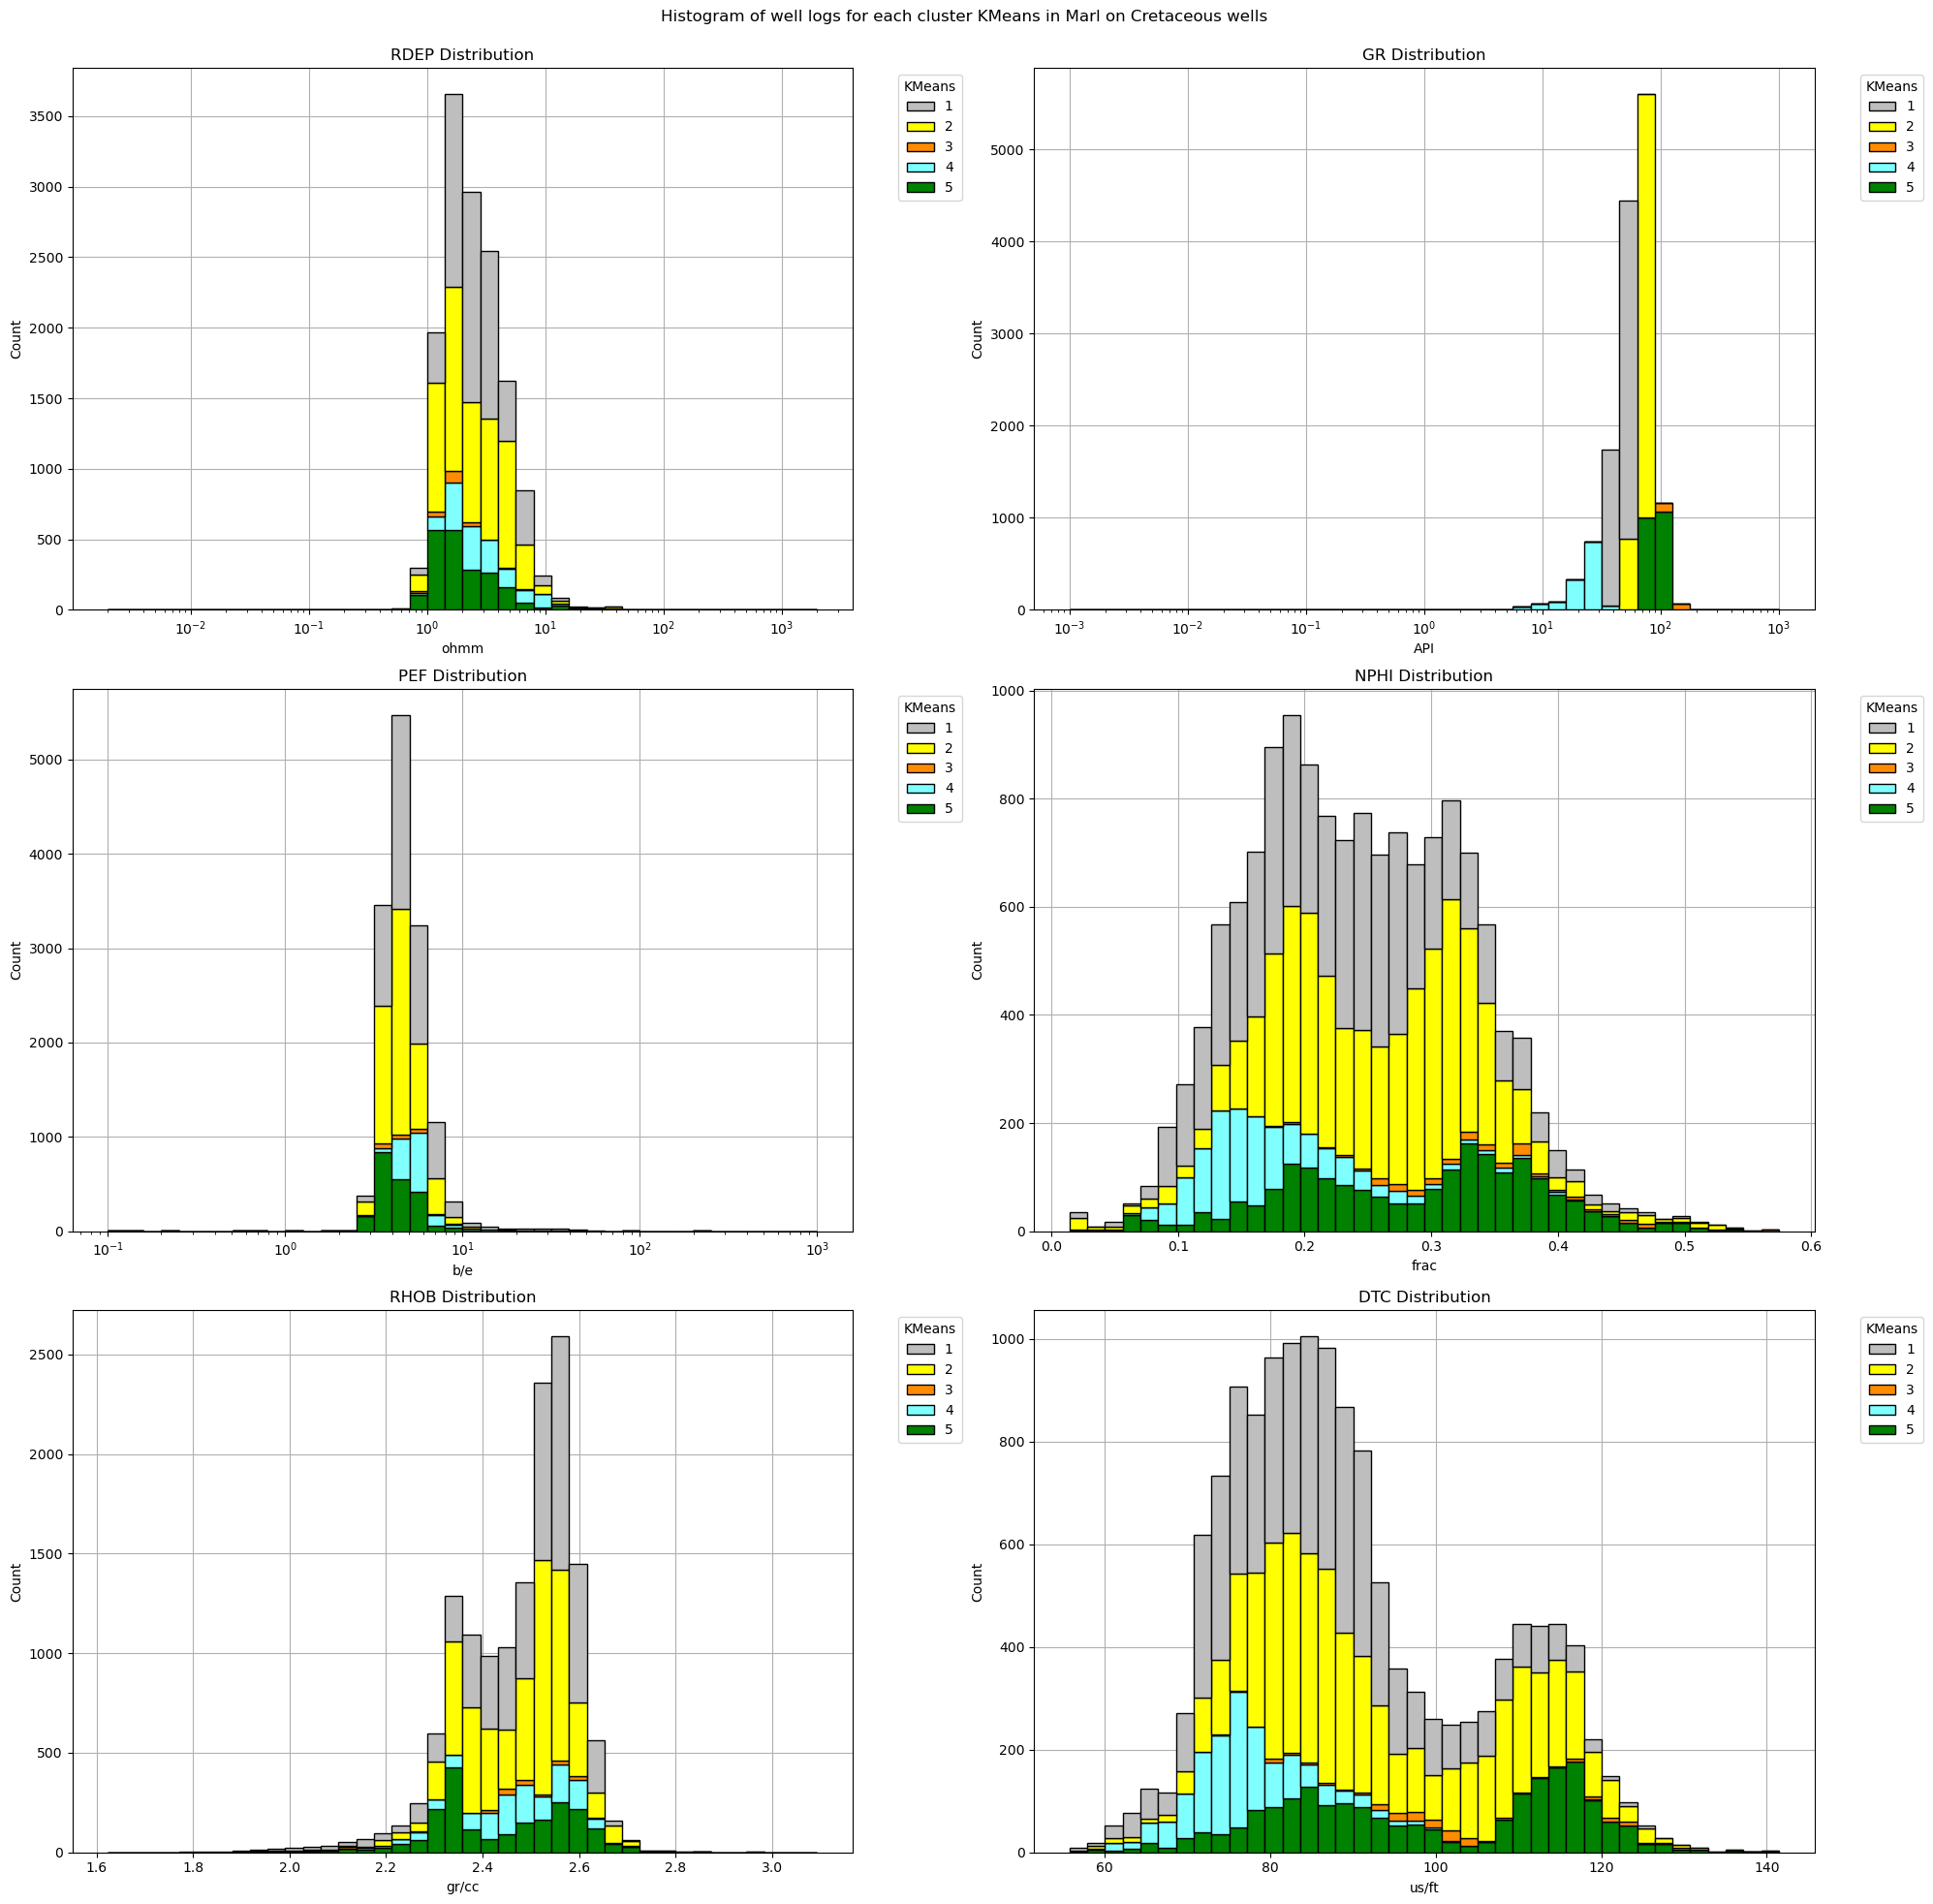 Histogram of well logs for each cluster KMeans in Marl on Cretaceous wells
RDEP Distribution
Count
3500
3000
2500
2000
1500
1000
500
0
10⁻² 10⁻¹ 10⁰ 10¹ 10² 10³
ohmm
KMeans
1
2
3
4
5
GR Distribution
Count
5000
4000
3000
2000
1000
0
10⁻³ 10⁻² 10⁻¹ 10⁰ 10¹ 10² 10³
API
KMeans
1
2
3
4
5
PEF Distribution
Count
5000
4000
3000
2000
1000
0
10⁻¹ 10⁰ 10¹ 10² 10³
b/e
KMeans
1
2
3
4
5
NPHI Distribution
Count
1000
800
600
400
200
0
0.0 0.1 0.2 0.3 0.4 0.5 0.6
frac
KMeans
1
2
3
4
5
RHOB Distribution
Count
2500
2000
1500
1000
500
0
1.6 1.8 2.0 2.2 2.4 2.6 2.8 3.0
gr/cc
KMeans
1
2
3
4
5
DTC Distribution
Count
1000
800
600
400
200
0
60 80 100 120 140
us/ft
KMeans
1
2
3
4
5